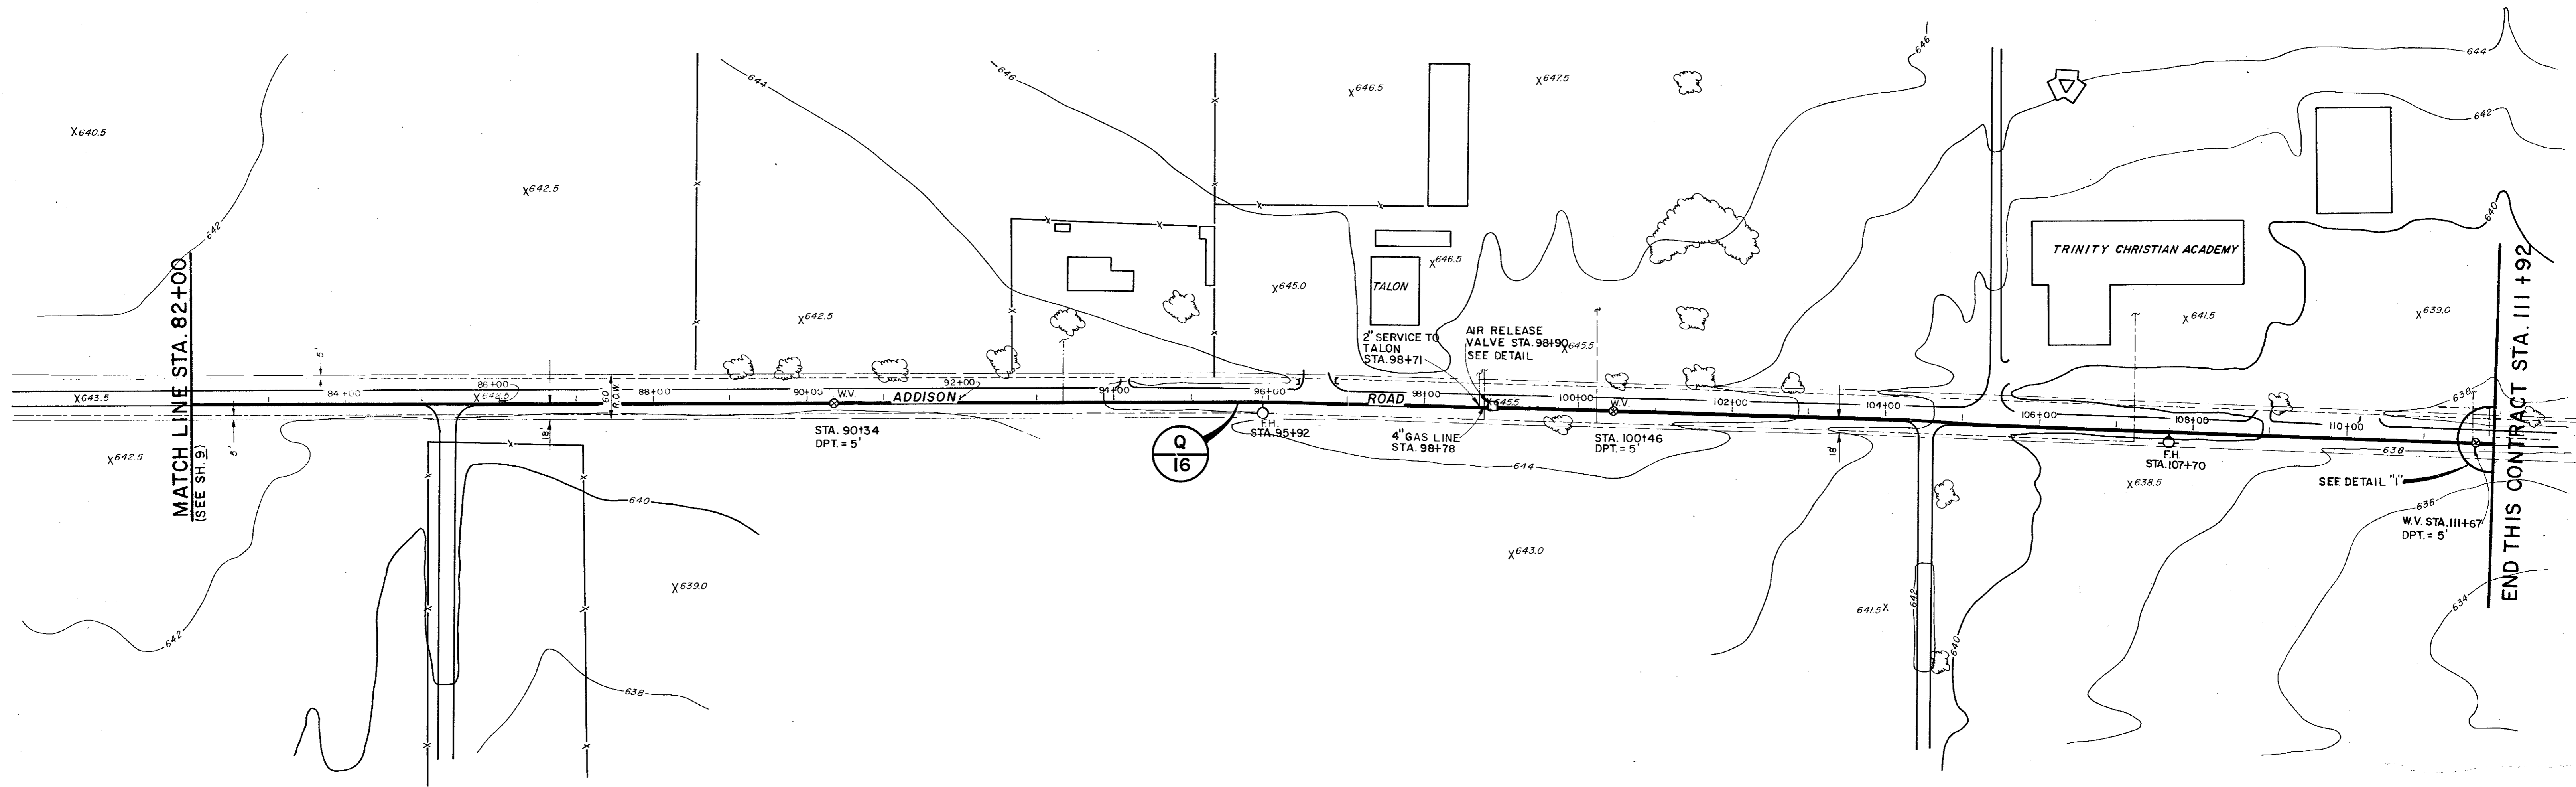 644
646
X646.5
X647.5
646
644
642
X640.5
X642.5
642
MATCH LINE STA. 82+00
(SEE SH. 9)
X642.5
X645.0
X646.5
TALON
TRINITY CHRISTIAN ACADEMY
X641.5
X639.0
640
END THIS CONTRACT STA. 111+92
2" SERVICE TO
TALON
STA. 98+71
AIR RELEASE
VALVE STA. 98+90
SEE DETAIL
X645.5
5'
X643.5
84+00
86+00
X642.5
60'
R.O.W.
88+00
90+00
W.V.
ADDISON
92+00
94+00
96+00
ROAD
98+00
X645.5
100+00
W.V.
102+00
104+00
106+00
108+00
110+00
638
5'
18'
STA. 90134
DPT. = 5'
F.H.
STA. 95+92
Q
16
4" GAS LINE
STA. 98+78
STA. 100146
DPT. = 5'
18'
F.H.
STA. 107+70
638
SEE DETAIL "1"
X642.5
644
X638.5
640
636
W.V. STA. 111+67
DPT. = 5'
X643.0
X639.0
641.5X
642
634
642
640
638